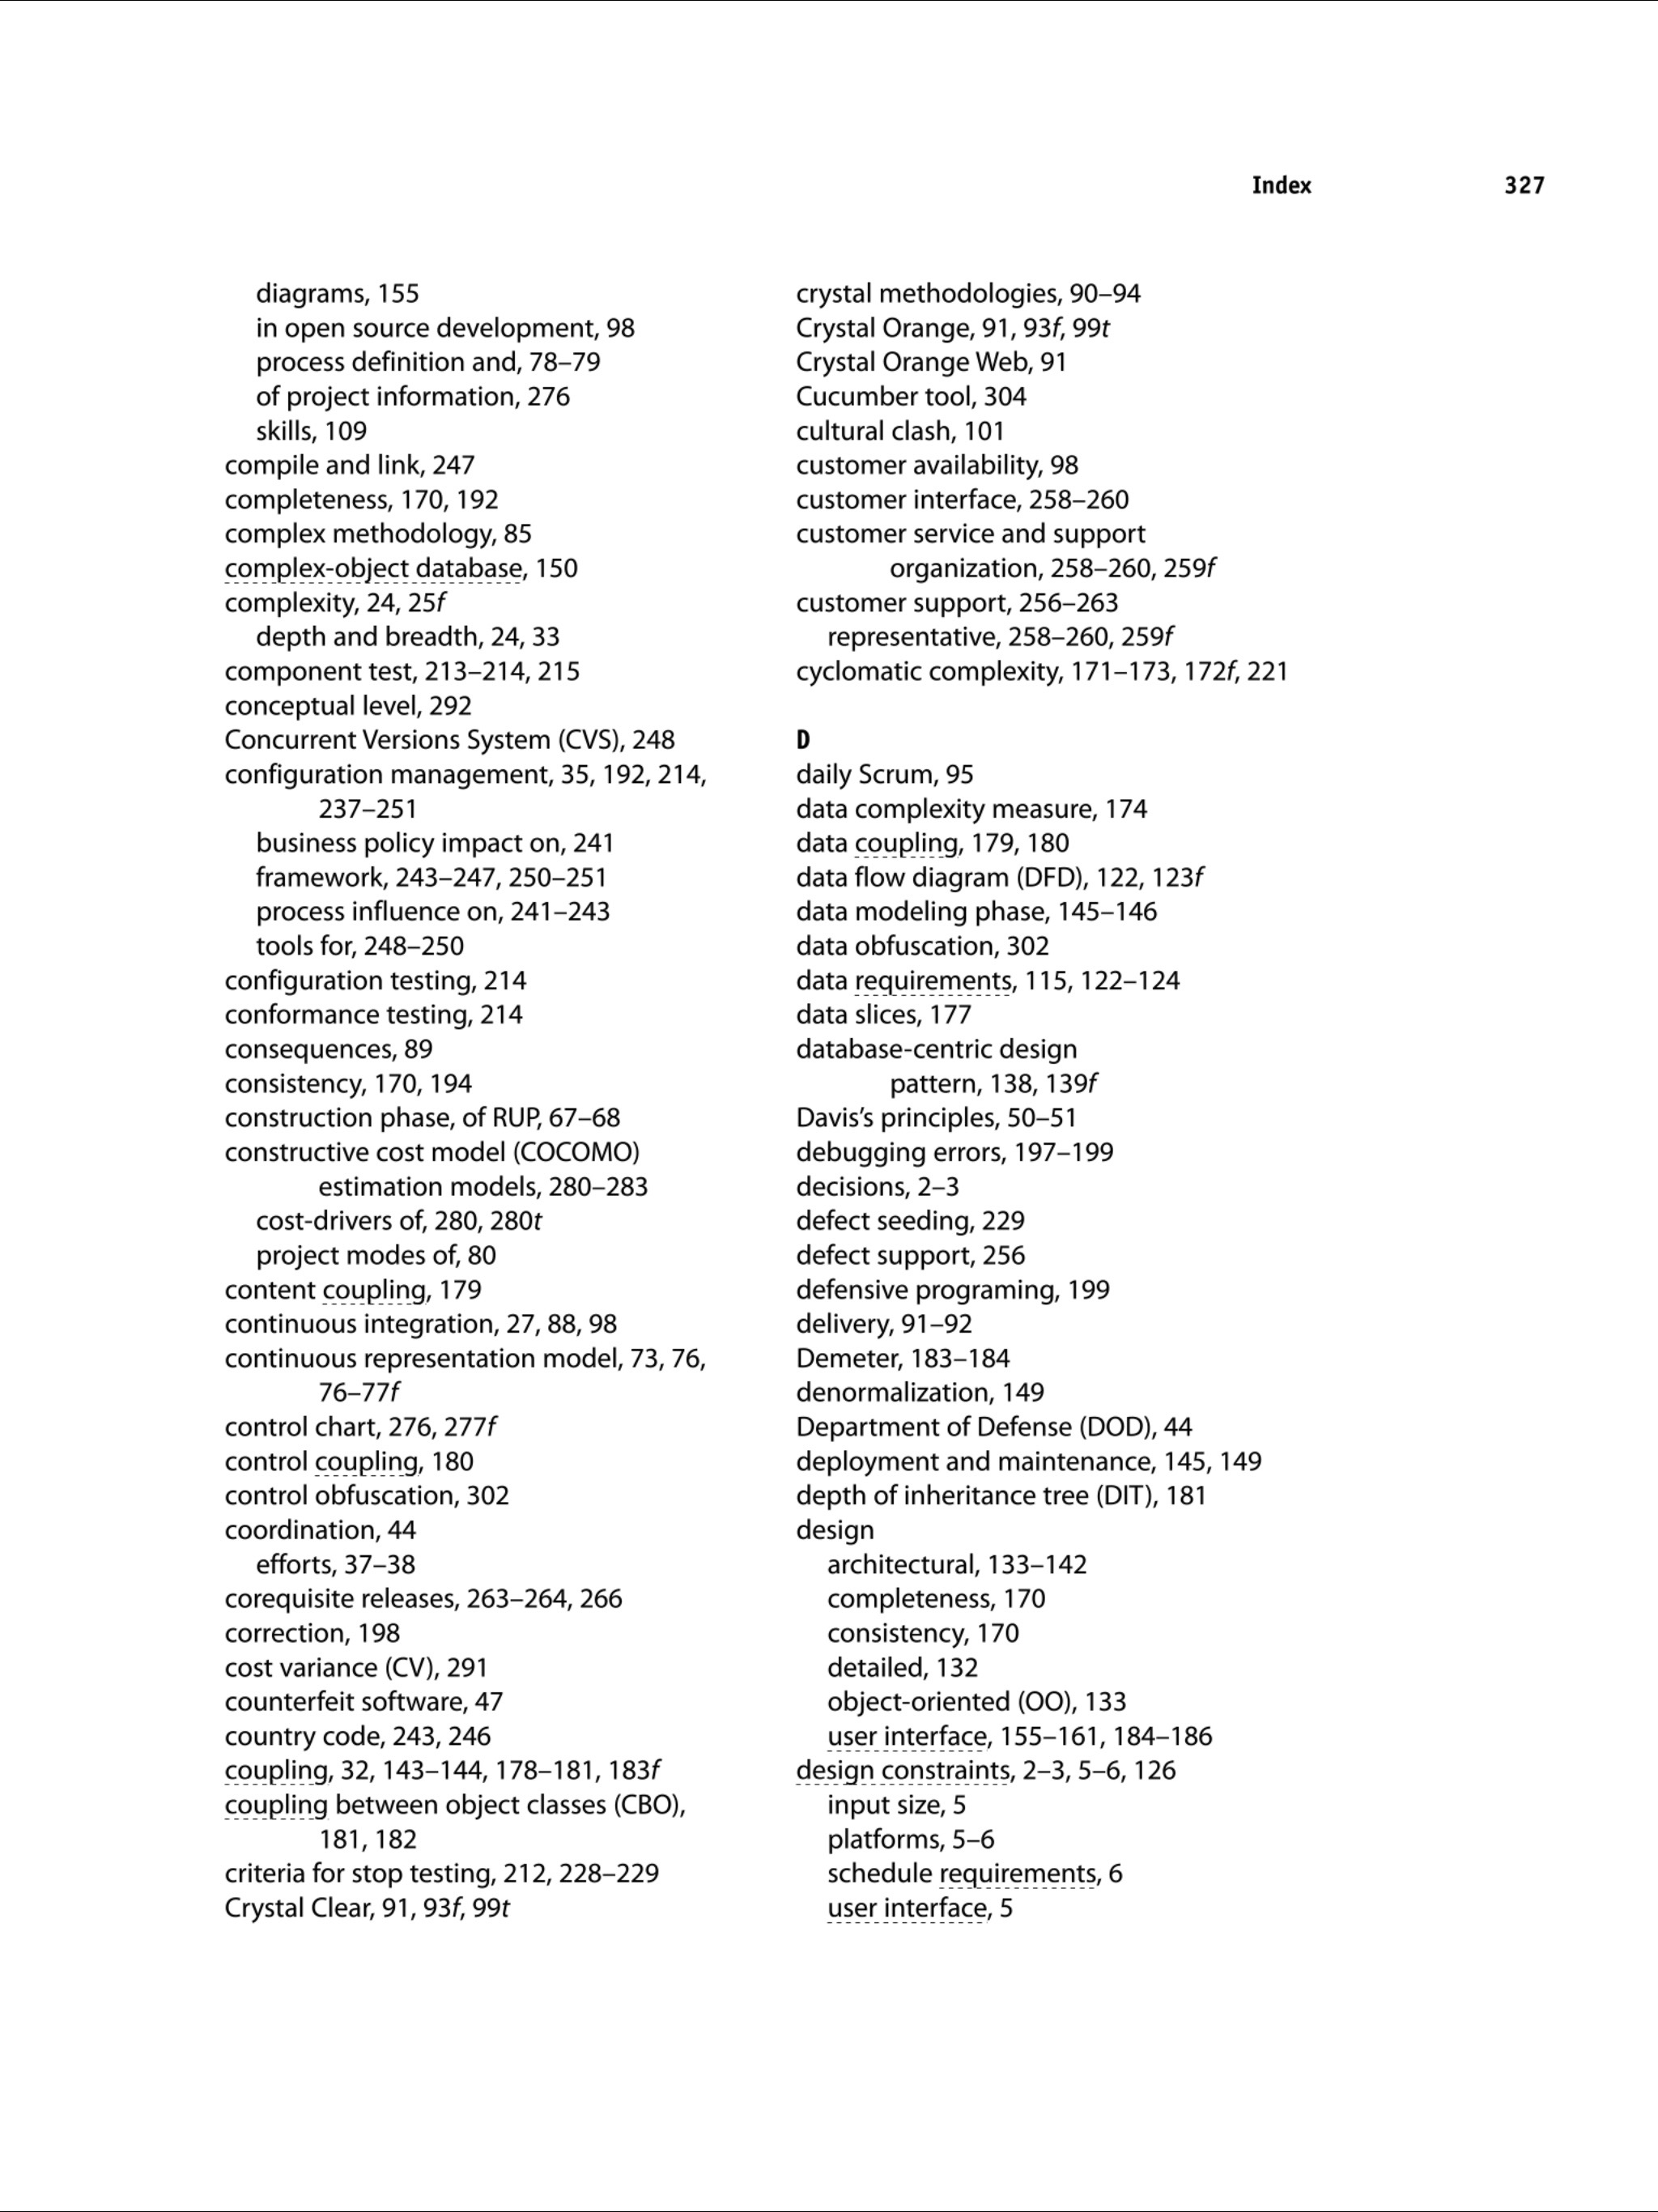 Index 327
diagrams, 155
in open source development, 98
process definition and, 78–79
of project information, 276
skills, 109
compile and link, 247
completeness, 170, 192
complex methodology, 85
complex-object database, 150
complexity, 24, 25f
depth and breadth, 24, 33
component test, 213–214, 215
conceptual level, 292
Concurrent Versions System (CVS), 248
configuration management, 35, 192, 214,
237–251
business policy impact on, 241
framework, 243–247, 250–251
process influence on, 241–243
tools for, 248–250
configuration testing, 214
conformance testing, 214
consequences, 89
consistency, 170, 194
construction phase, of RUP, 67–68
constructive cost model (COCOMO)
estimation models, 280–283
cost-drivers of, 280, 280t
project modes of, 80
content coupling, 179
continuous integration, 27, 88, 98
continuous representation model, 73, 76,
76–77f
control chart, 276, 277f
control coupling, 180
control obfuscation, 302
coordination, 44
efforts, 37–38
corequisite releases, 263–264, 266
correction, 198
cost variance (CV), 291
counterfeit software, 47
country code, 243, 246
coupling, 32, 143–144, 178–181, 183f
coupling between object classes (CBO),
181, 182
criteria for stop testing, 212, 228–229
Crystal Clear, 91, 93f, 99t
crystal methodologies, 90–94
Crystal Orange, 91, 93f, 99t
Crystal Orange Web, 91
Cucumber tool, 304
cultural clash, 101
customer availability, 98
customer interface, 258–260
customer service and support
organization, 258–260, 259f
customer support, 256–263
representative, 258–260, 259f
cyclomatic complexity, 171–173, 172f, 221
D
daily Scrum, 95
data complexity measure, 174
data coupling, 179, 180
data flow diagram (DFD), 122, 123f
data modeling phase, 145–146
data obfuscation, 302
data requirements, 115, 122–124
data slices, 177
database-centric design
pattern, 138, 139f
Davis’s principles, 50–51
debugging errors, 197–199
decisions, 2–3
defect seeding, 229
defect support, 256
defensive programing, 199
delivery, 91–92
Demeter, 183–184
denormalization, 149
Department of Defense (DOD), 44
deployment and maintenance, 145, 149
depth of inheritance tree (DIT), 181
design
architectural, 133–142
completeness, 170
consistency, 170
detailed, 132
object-oriented (OO), 133
user interface, 155–161, 184–186
design constraints, 2–3, 5–6, 126
input size, 5
platforms, 5–6
schedule requirements, 6
user interface, 5